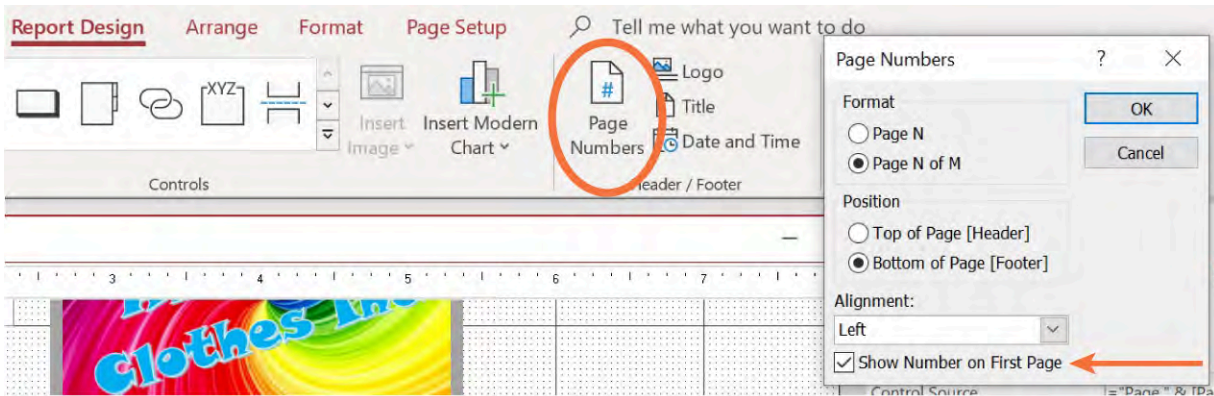 Report Design Arrange Format Page Setup Tell me what you want to do
XYZ
Insert Image
Insert Modern Chart
Page Numbers
#
Logo
Title
Date and Time
Controls
Header / Footer
3 4 5 6 7
Clothes Inc
Page Numbers ? ×
Format
Page N
Page N of M
OK
Cancel
Position
Top of Page [Header]
Bottom of Page [Footer]
Alignment:
Left
Show Number on First Page
Control Source ="Page " & [Pa